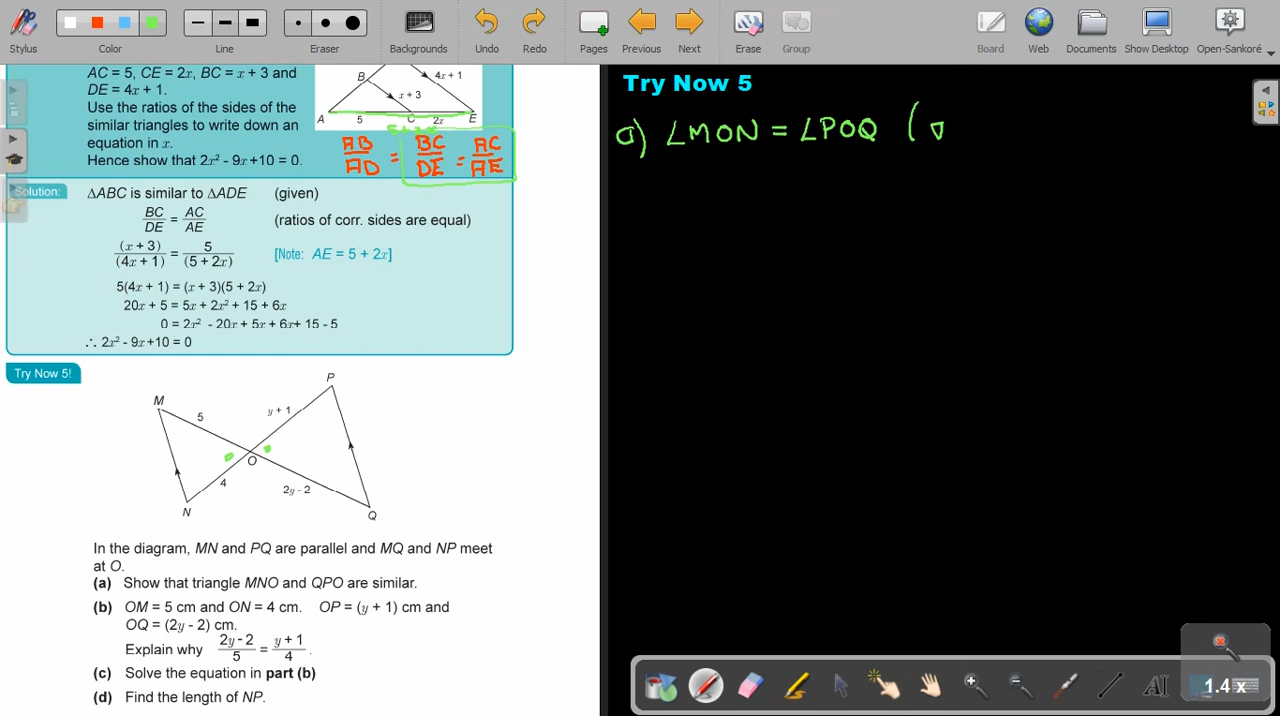 Stylus Color Line Eraser Backgrounds Undo Redo Pages Previous Next Erase Group Board Web Documents Show Desktop Open-Sankoré
AC = 5, CE = 2x, BC = x + 3 and
DE = 4x + 1.
Use the ratios of the sides of the
similar triangles to write down an
equation in x.
Hence show that 2x² - 9x +10 = 0.
B 4x + 1
x + 3
A 5 C 2x E
AB/AD = BC/DE = AC/AE
Solution:
ΔABC is similar to ΔADE (given)
BC/DE = AC/AE (ratios of corr. sides are equal)
(x + 3)/(4x + 1) = 5/(5 + 2x) [Note: AE = 5 + 2x]
5(4x + 1) = (x + 3)(5 + 2x)
20x + 5 = 5x + 2x² + 15 + 6x
0 = 2x² - 20x + 5x + 6x + 15 - 5
∴ 2x² - 9x +10 = 0
Try Now 5!
P
M
5 y + 1
O
4 2y - 2
N Q
In the diagram, MN and PQ are parallel and MQ and NP meet
at O.
(a) Show that triangle MNO and QPO are similar.
(b) OM = 5 cm and ON = 4 cm. OP = (y + 1) cm and
OQ = (2y - 2) cm.
Explain why (2y - 2)/5 = (y + 1)/4.
(c) Solve the equation in part (b)
(d) Find the length of NP.
Try Now 5
a) ∠MON = ∠POQ (
1.4 x